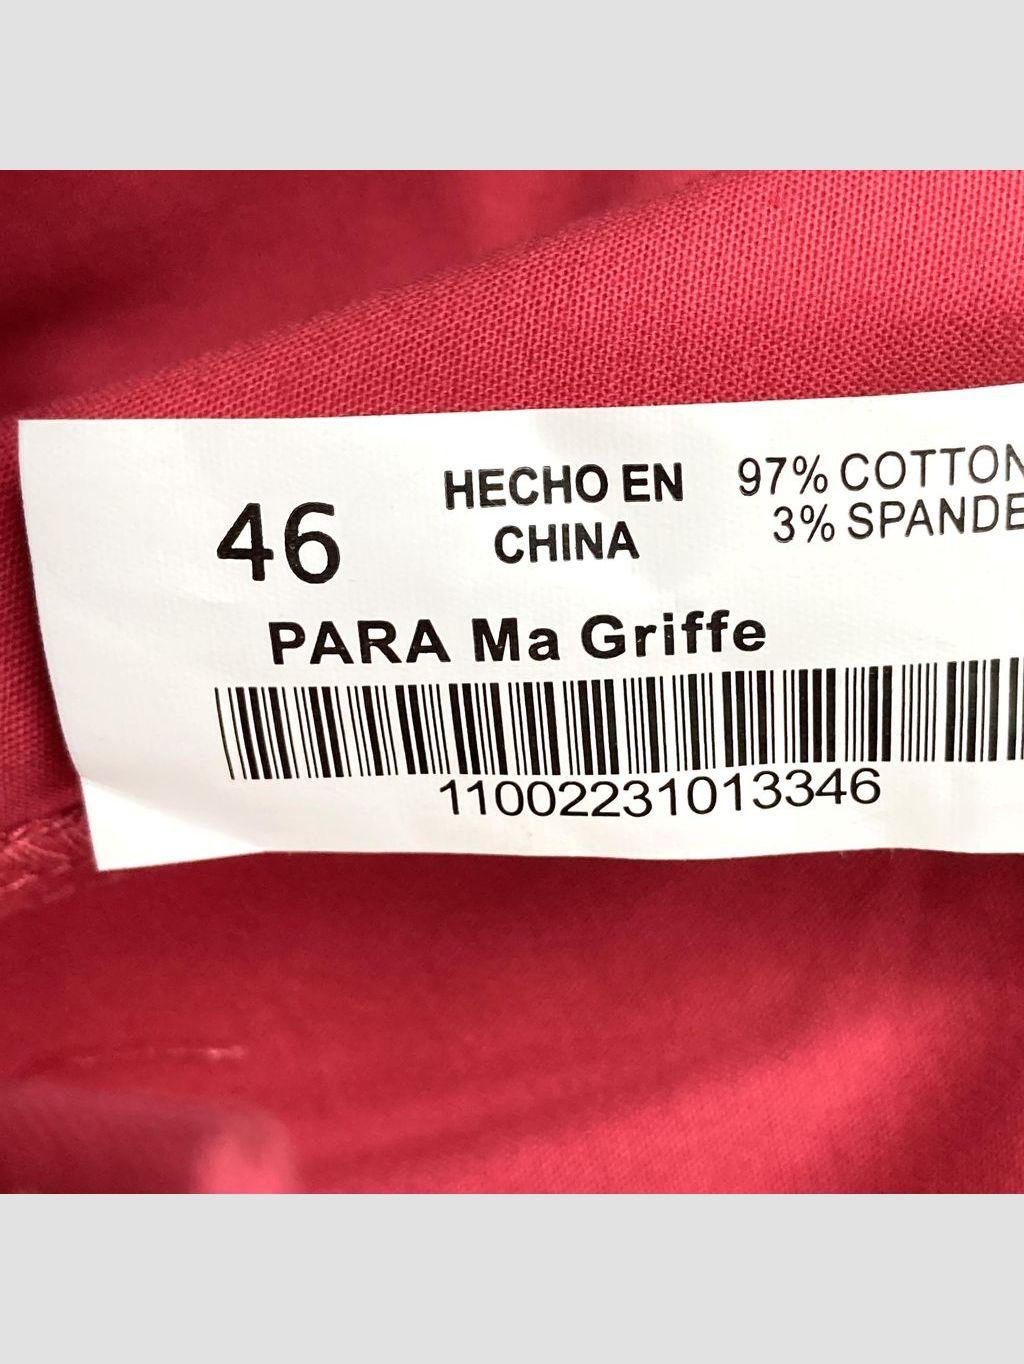 46
HECHO EN
CHINA
97% COTTON
3% SPANDE
PARA Ma Griffe
11002231013346